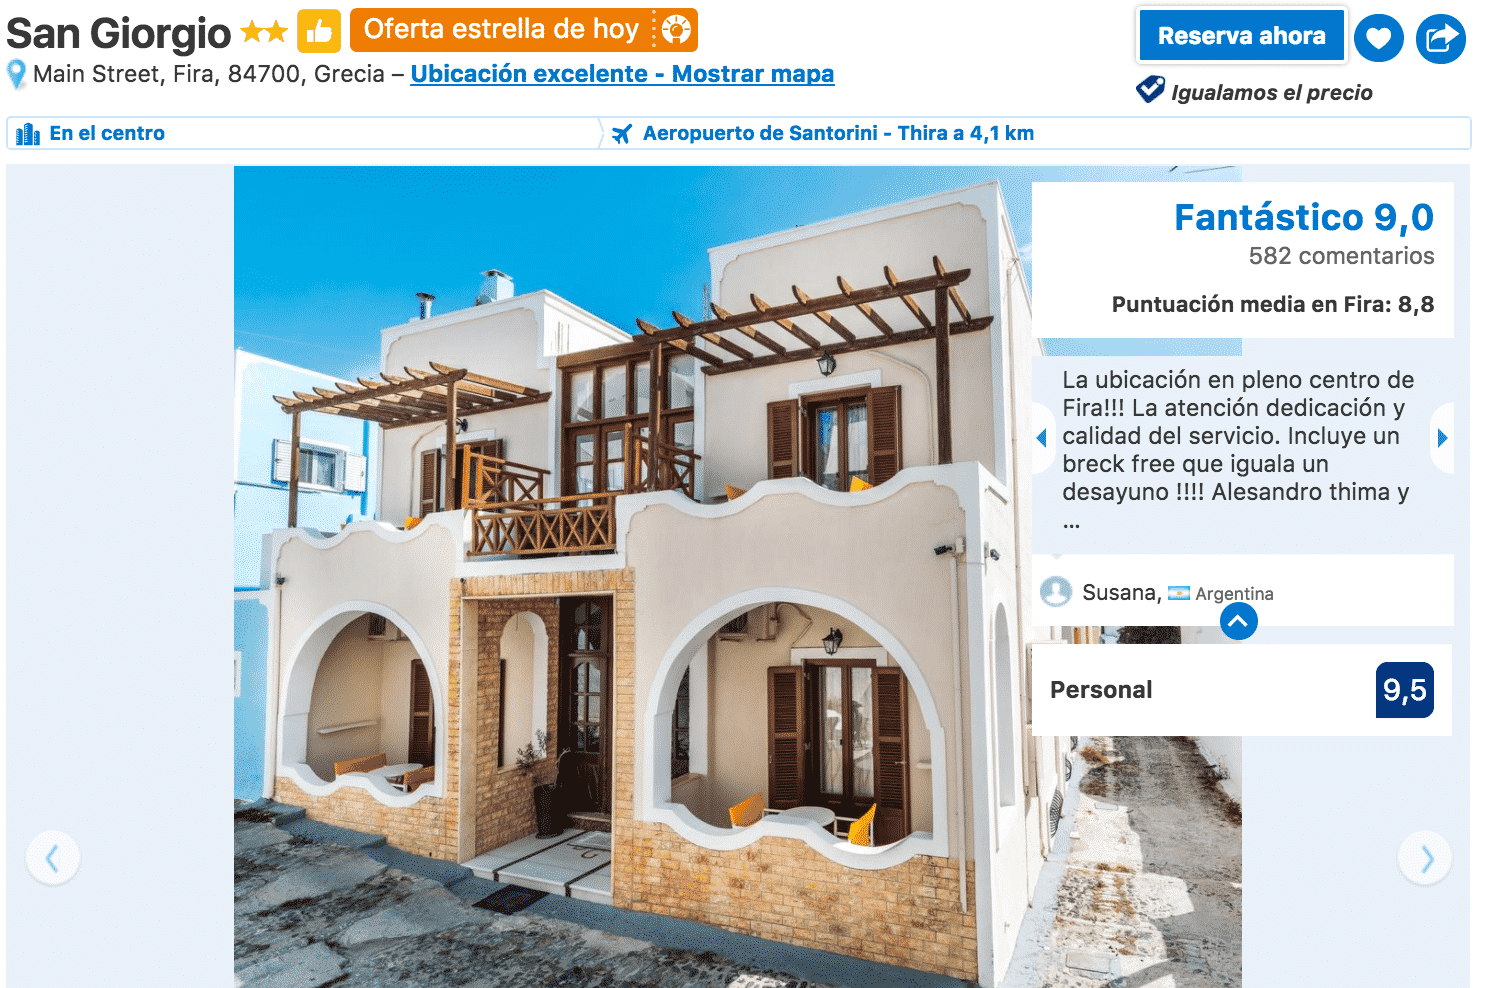 San Giorgio
Oferta estrella de hoy
Reserva ahora
Main Street, Fira, 84700, Grecia – Ubicación excelente - Mostrar mapa
Igualamos el precio
En el centro
Aeropuerto de Santorini - Thira a 4,1 km
Fantástico 9,0
582 comentarios
Puntuación media en Fira: 8,8
La ubicación en pleno centro de
Fira!!! La atención dedicación y
calidad del servicio. Incluye un
breck free que iguala un
desayuno !!!! Alesandro thima y
...
Susana, Argentina
Personal
9,5